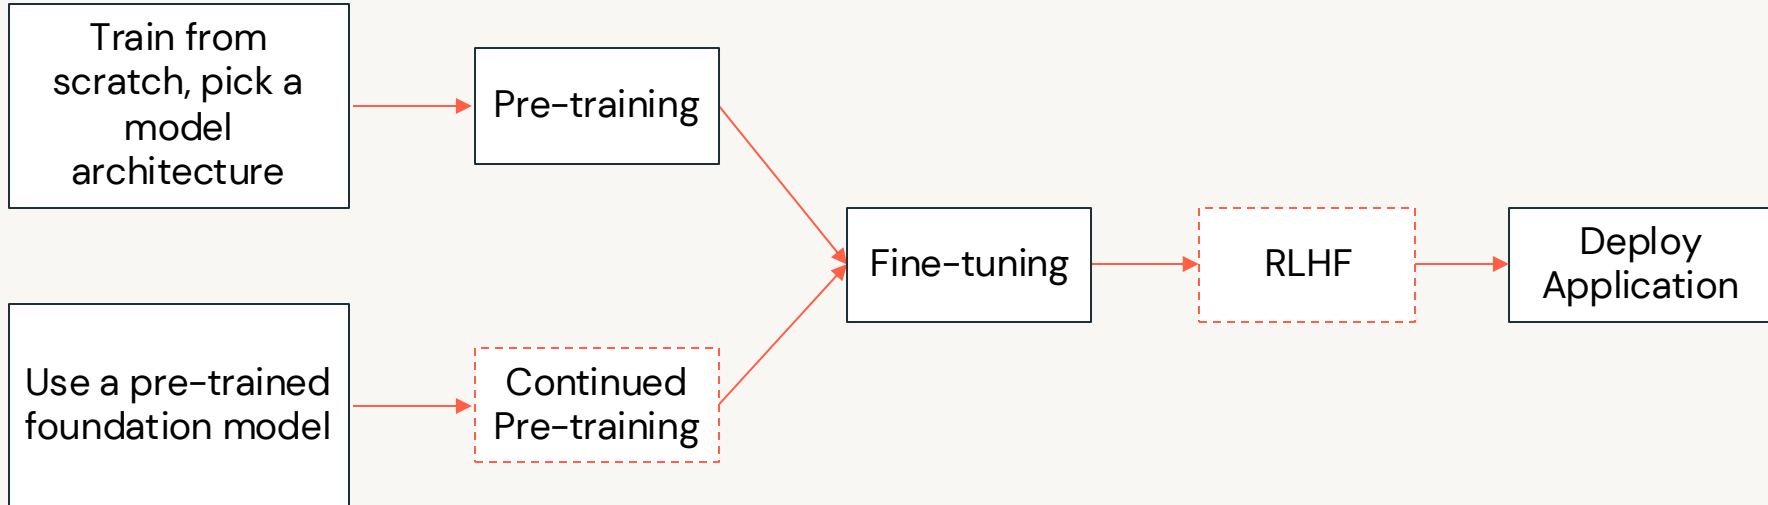 Train from
scratch, pick a
model
architecture
Pre-training
Fine-tuning
RLHF
Deploy
Application
Use a pre-trained
foundation model
Continued
Pre-training